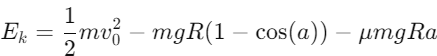 E_k = \frac{1}{2}mv_0^2 - mgR(1 - \cos(a)) - \mu mgRa